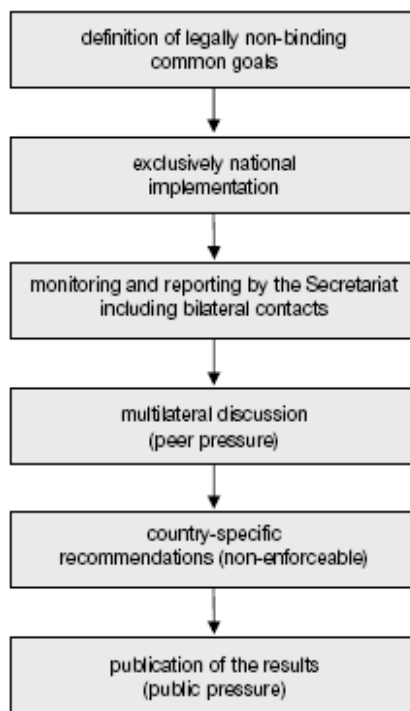 definition of legally non-binding
common goals
exclusively national
implementation
monitoring and reporting by the Secretariat
including bilateral contacts
multilateral discussion
(peer pressure)
country-specific
recommendations (non-enforceable)
publication of the results
(public pressure)